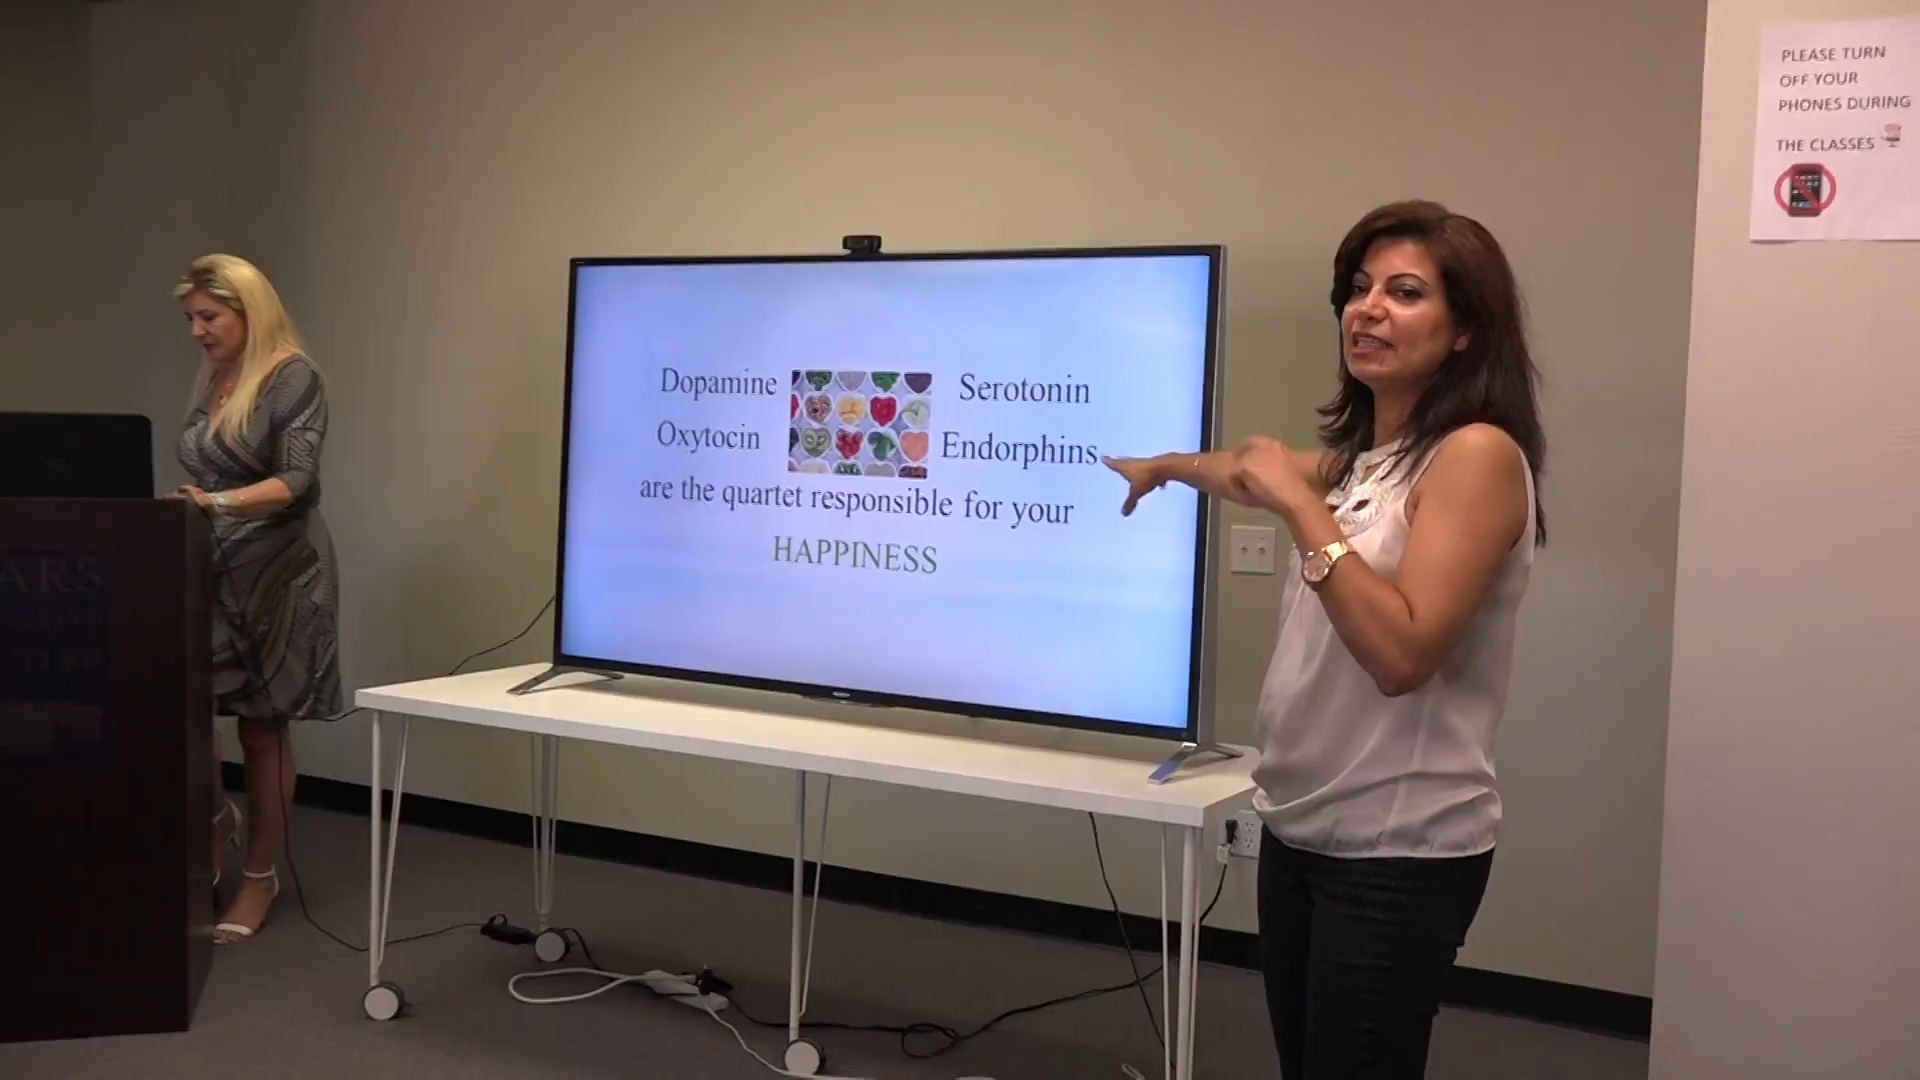 PLEASE TURN
OFF YOUR
PHONES DURING
THE CLASSES
Dopamine Serotonin
Oxytocin Endorphins
are the quartet responsible for your
HAPPINESS
ARS